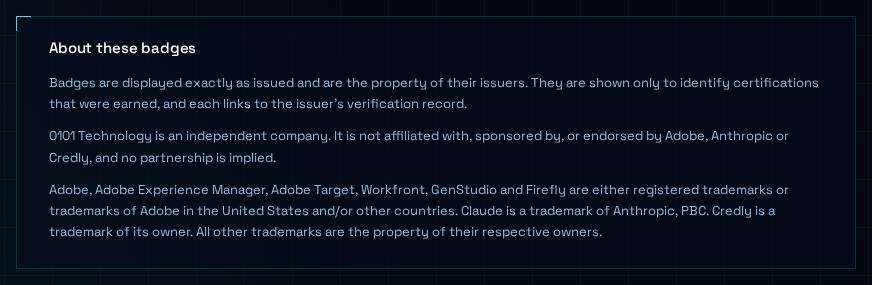 About these badges
Badges are displayed exactly as issued and are the property of their issuers. They are shown only to identify certifications
that were earned, and each links to the issuer's verification record.
0101 Technology is an independent company. It is not affiliated with, sponsored by, or endorsed by Adobe, Anthropic or
Credly, and no partnership is implied.
Adobe, Adobe Experience Manager, Adobe Target, Workfront, GenStudio and Firefly are either registered trademarks or
trademarks of Adobe in the United States and/or other countries. Claude is a trademark of Anthropic, PBC. Credly is a
trademark of its owner. All other trademarks are the property of their respective owners.